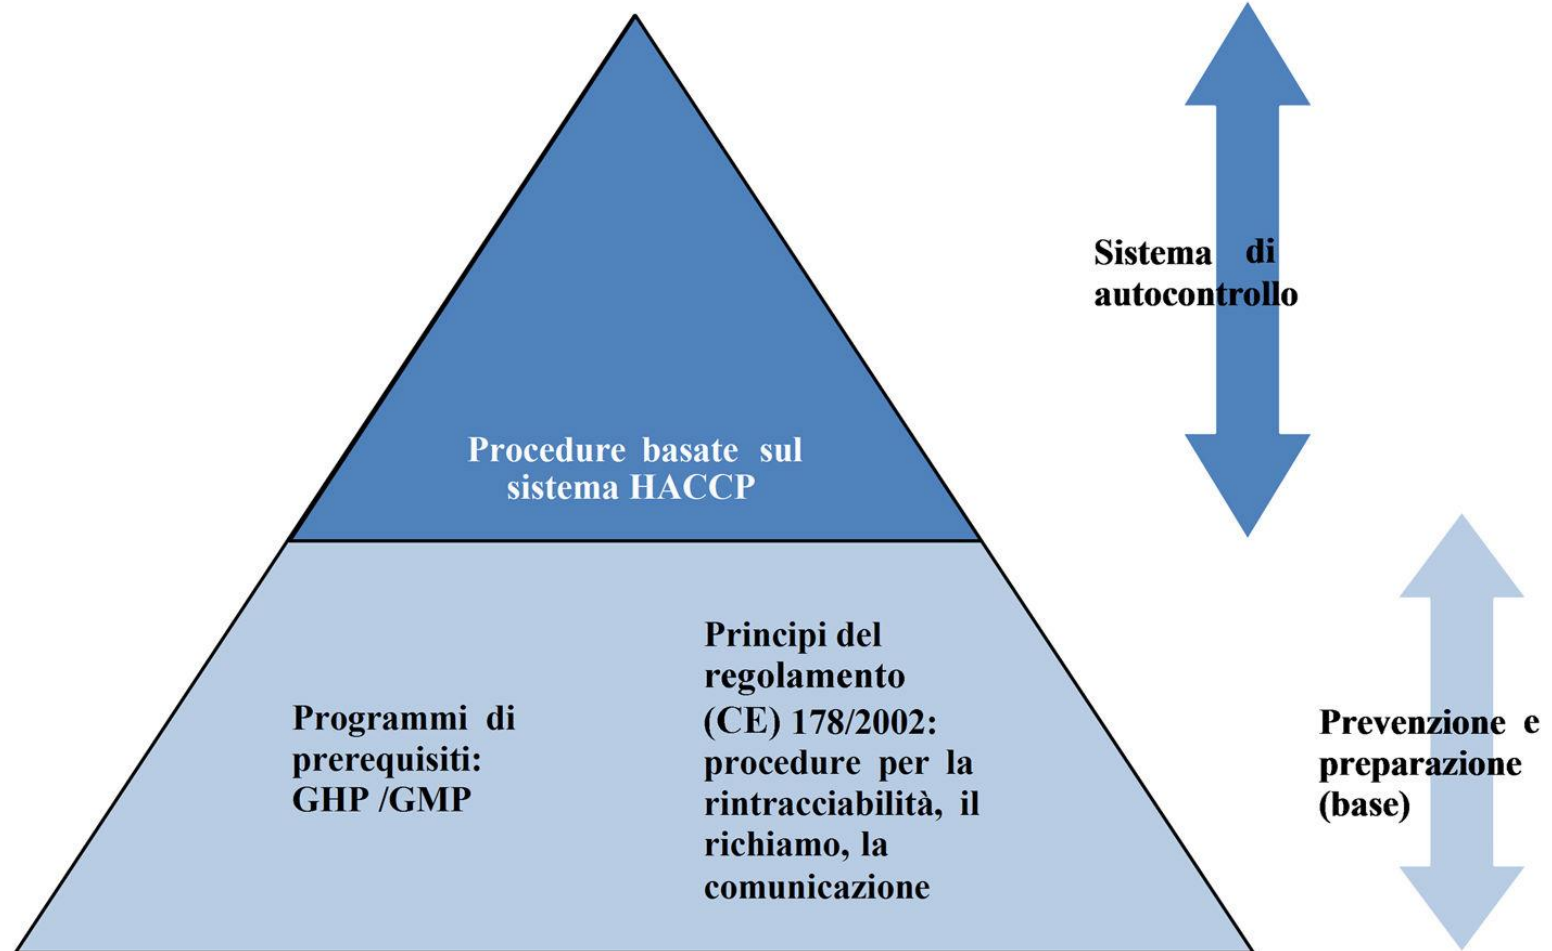 Sistema di
autocontrollo
Procedure basate sul
sistema HACCP
Programmi di
prerequisiti:
GHP /GMP
Principi del
regolamento
(CE) 178/2002:
procedure per la
rintracciabilità, il
richiamo, la
comunicazione
Prevenzione e
preparazione
(base)